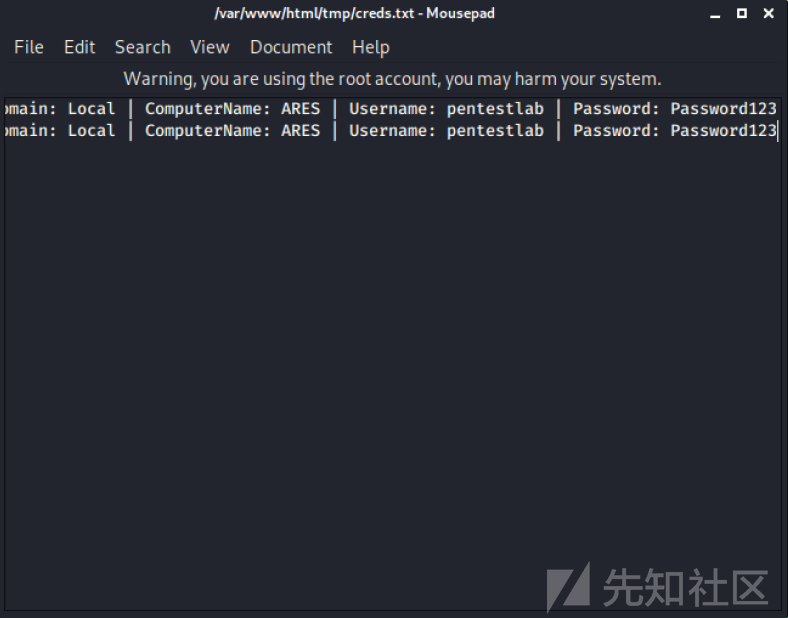 /var/www/html/tmp/creds.txt - Mousepad
File Edit Search View Document Help
Warning, you are using the root account, you may harm your system.
omain: Local | ComputerName: ARES | Username: pentestlab | Password: Password123
omain: Local | ComputerName: ARES | Username: pentestlab | Password: Password123
先知社区